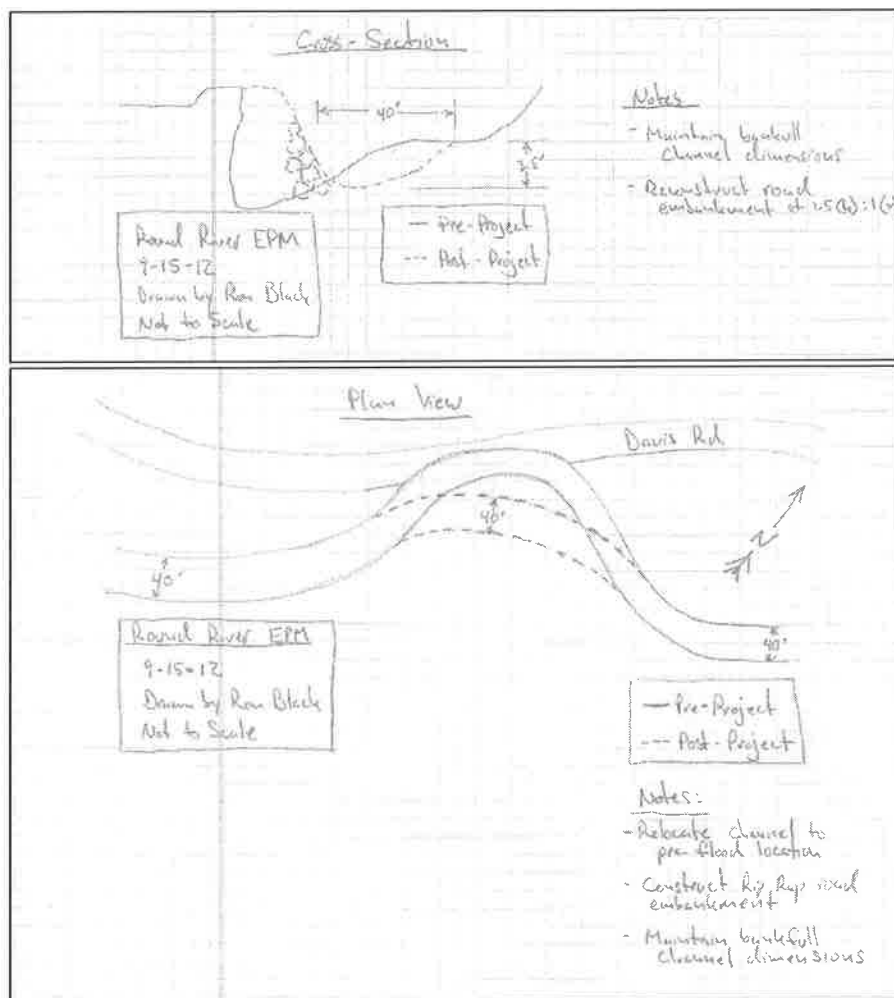 Cross-Section
40'
Notes
- Maintain bankfull
channel dimensions
- Reconstruct road
embankment at 1.5(h):1(v)
Round River EPM
9-15-12
Drawn by Ron Black
Not to Scale
— Pre-Project
--- Post-Project
Plan View
Davis Rd
40'
40'
N
40'
Round River EPM
9-15-12
Drawn by Ron Black
Not to Scale
— Pre-Project
--- Post-Project
Notes:
- Relocate channel to
pre-flood location
- Construct Rip Rap road
embankment
- Maintain bankfull
channel dimensions